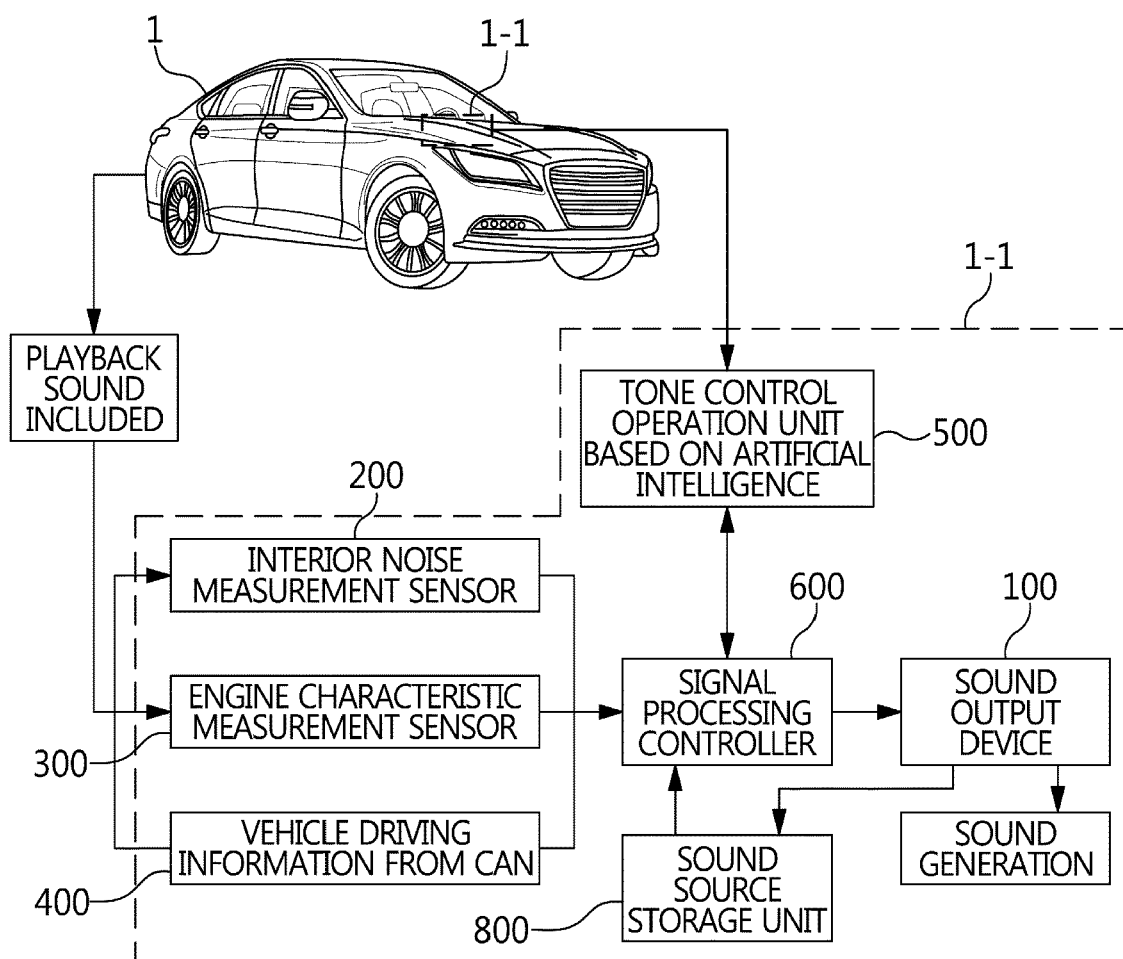 1
1-1
1-1
PLAYBACK
SOUND
INCLUDED
TONE CONTROL
OPERATION UNIT
BASED ON ARTIFICIAL
INTELLIGENCE
500
200
INTERIOR NOISE
MEASUREMENT SENSOR
600
100
ENGINE CHARACTERISTIC
MEASUREMENT SENSOR
300
SIGNAL
PROCESSING
CONTROLLER
SOUND
OUTPUT
DEVICE
VEHICLE DRIVING
INFORMATION FROM CAN
400
SOUND
SOURCE
STORAGE UNIT
800
SOUND
GENERATION